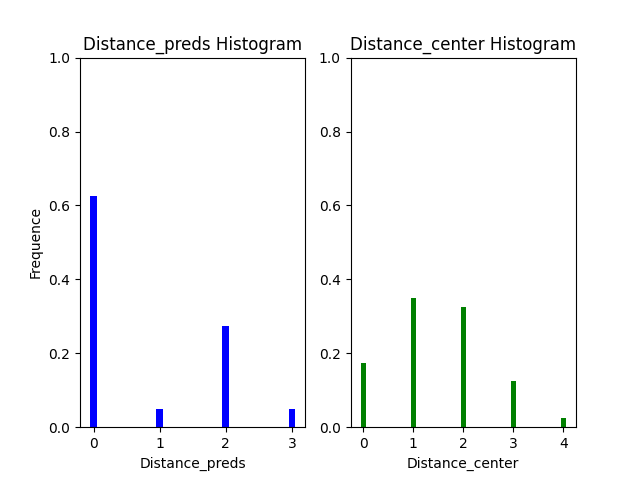 Distance_preds Histogram
1.0
0.8
0.6
0.4
0.2
0.0
Frequence
0 1 2 3
Distance_preds
Distance_center Histogram
1.0
0.8
0.6
0.4
0.2
0.0
0 1 2 3 4
Distance_center